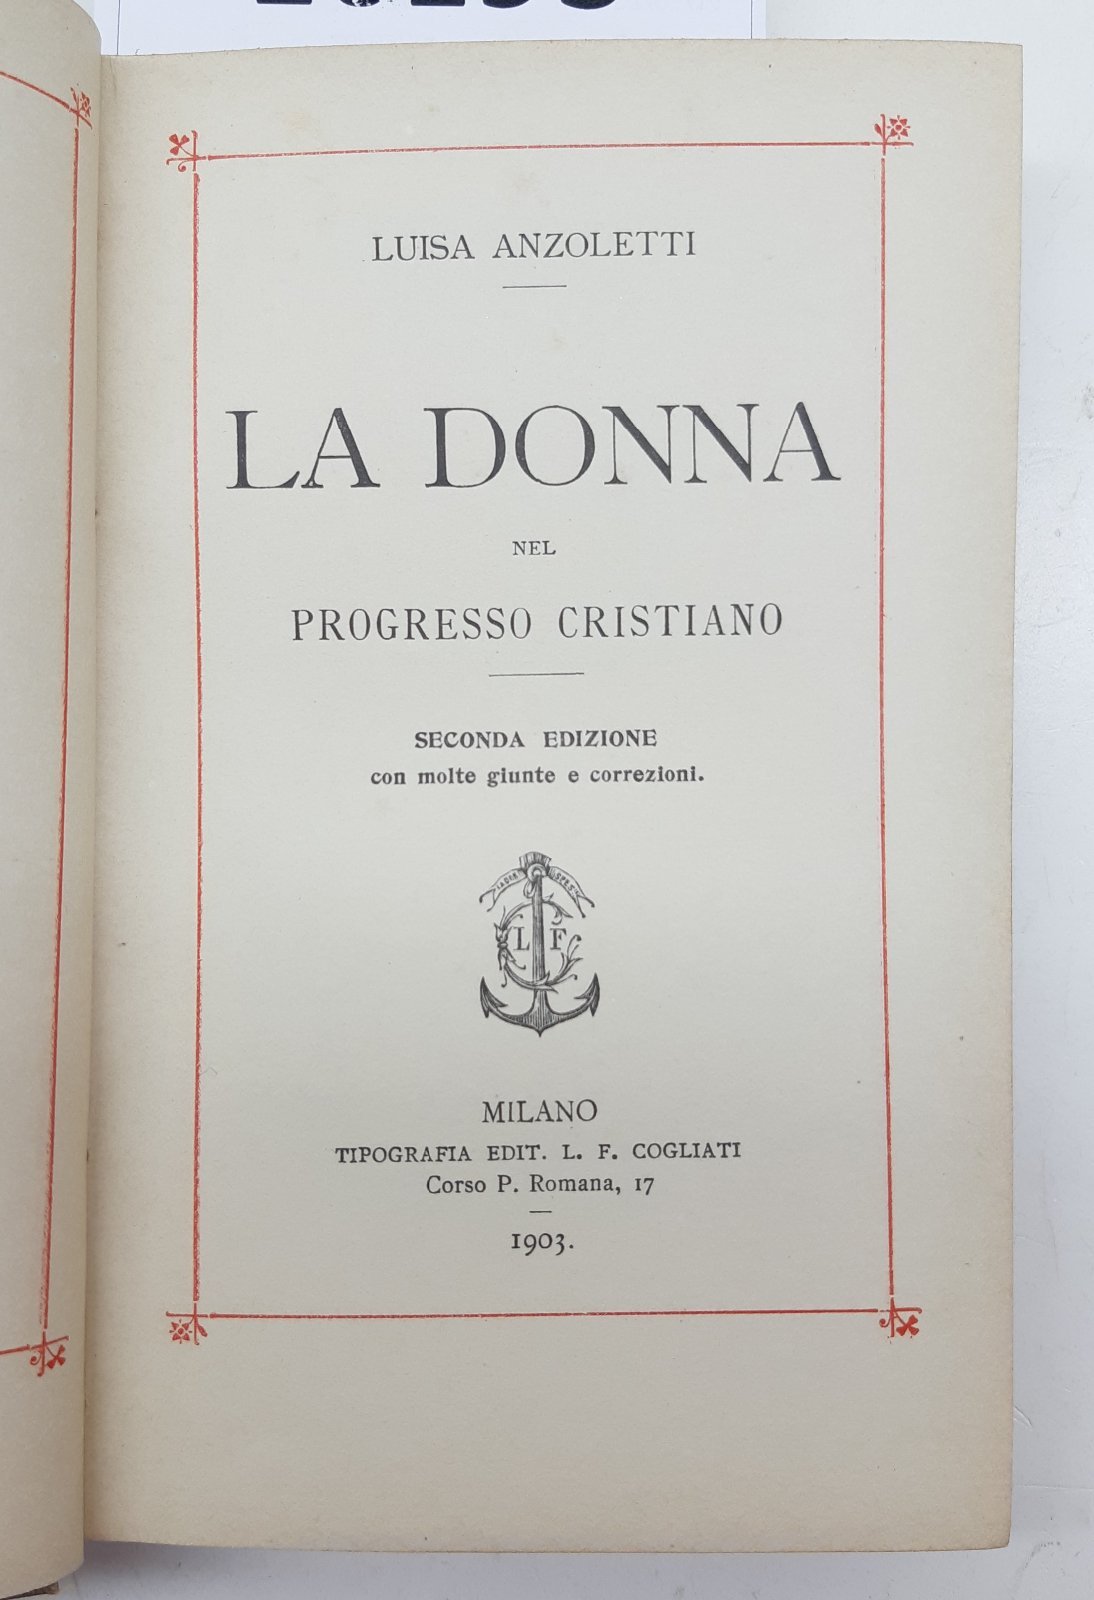 LUISA ANZOLETTI
LA DONNA
NEL
PROGRESSO CRISTIANO
SECONDA EDIZIONE
con molte giunte e correzioni.
L F
MILANO
TIPOGRAFIA EDIT. L. F. COGLIATI
Corso P. Romana, 17
1903.